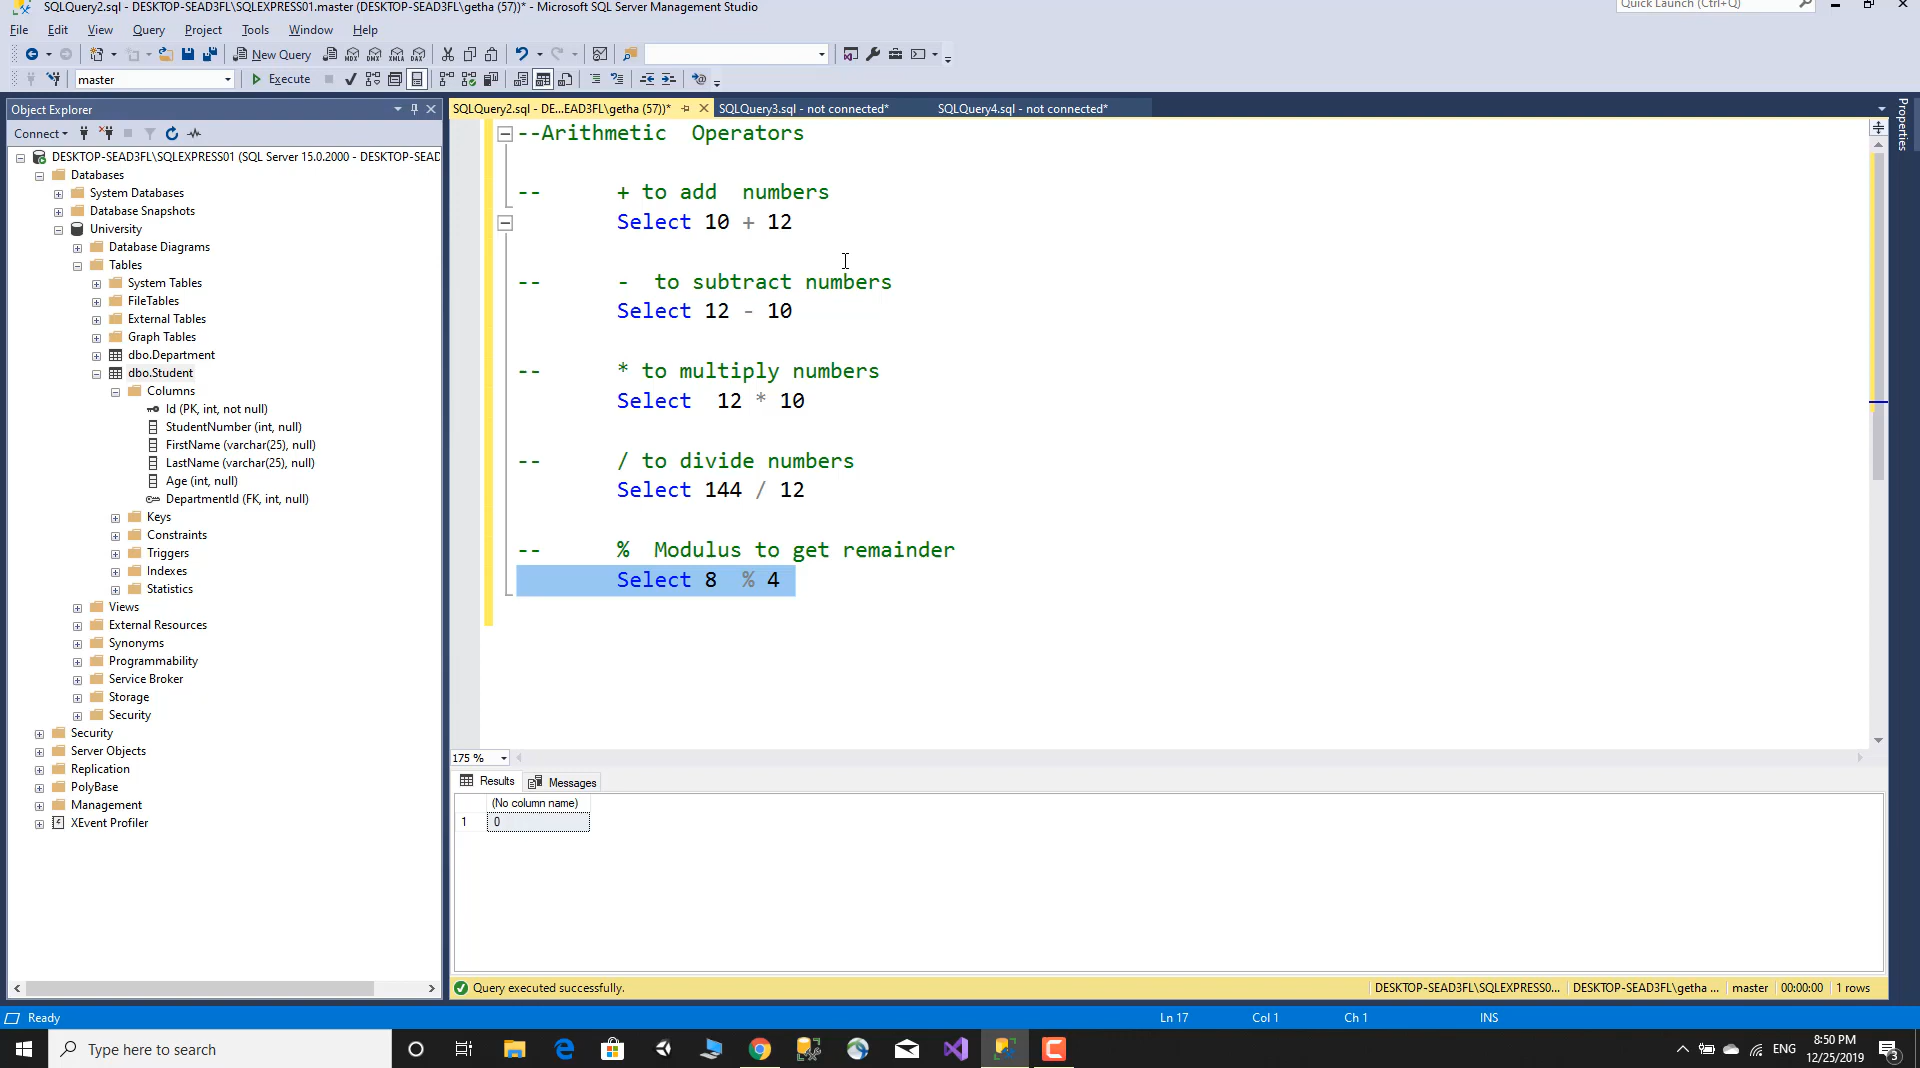 SQLQuery2.sql - DESKTOP-SEAD3FL\SQLEXPRESS01.master (DESKTOP-SEAD3FL\getha (57))* - Microsoft SQL Server Management Studio
Quick Launch (Ctrl+Q)
File Edit View Query Project Tools Window Help
New Query
master Execute
Object Explorer
SQLQuery2.sql - DE...EAD3FL\getha (57))* SQLQuery3.sql - not connected* SQLQuery4.sql - not connected*
Properties
Connect
DESKTOP-SEAD3FL\SQLEXPRESS01 (SQL Server 15.0.2000 - DESKTOP-SEAD
Databases
System Databases
Database Snapshots
University
Database Diagrams
Tables
System Tables
FileTables
External Tables
Graph Tables
dbo.Department
dbo.Student
Columns
Id (PK, int, not null)
StudentNumber (int, null)
FirstName (varchar(25), null)
LastName (varchar(25), null)
Age (int, null)
DepartmentId (FK, int, null)
Keys
Constraints
Triggers
Indexes
Statistics
Views
External Resources
Synonyms
Programmability
Service Broker
Storage
Security
Security
Server Objects
Replication
PolyBase
Management
XEvent Profiler
--Arithmetic  Operators
-- + to add  numbers
Select 10 + 12
-- -  to subtract numbers
Select 12 - 10
-- * to multiply numbers
Select  12 * 10
-- / to divide numbers
Select 144 / 12
-- %  Modulus to get remainder
Select 8  % 4
175 %
Results Messages
(No column name)
1 0
Query executed successfully. DESKTOP-SEAD3FL\SQLEXPRESS0... DESKTOP-SEAD3FL\getha ... master 00:00:00 1 rows
Ready Ln 17 Col 1 Ch 1 INS
Type here to search
ENG
8:50 PM
12/25/2019
3